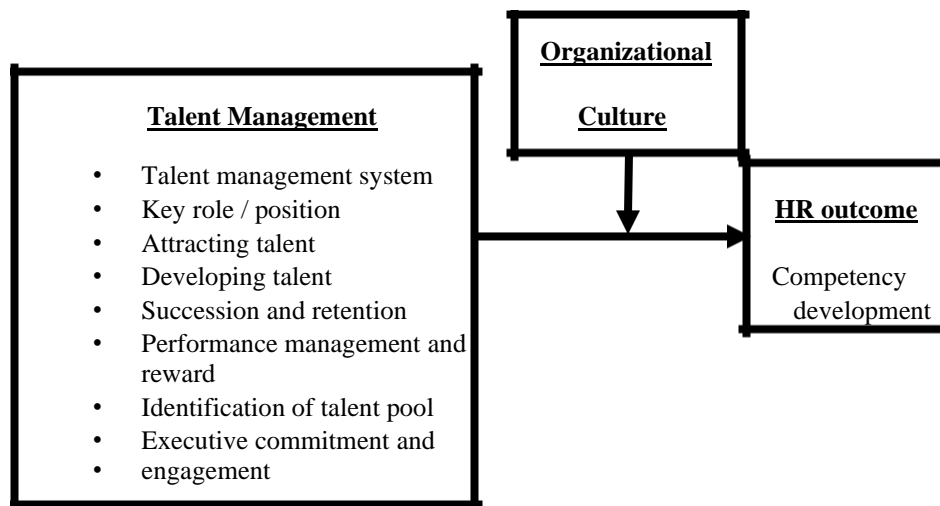 Organizational
Culture
Talent Management
• Talent management system
• Key role / position
• Attracting talent
• Developing talent
• Succession and retention
• Performance management and
reward
• Identification of talent pool
• Executive commitment and
• engagement
HR outcome
Competency
development